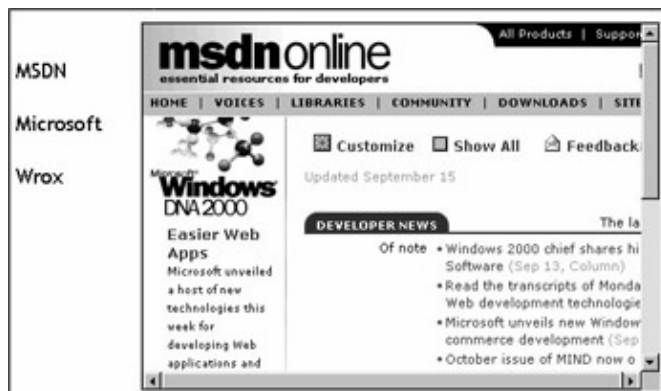 MSDN
Microsoft
Wrox
All Products | Suppor
msdn online
essential resources for developers
HOME | VOICES | LIBRARIES | COMMUNITY | DOWNLOADS | SITE
Customize Show All Feedback
Updated September 15
Microsoft
Windows
DNA 2000
Easier Web
Apps
Microsoft unveiled
a host of new
technologies this
week for
developing Web
applications and
DEVELOPER NEWS The la
Of note • Windows 2000 chief shares hi
Software (Sep 13, Column)
• Read the transcripts of Monda
Web development technologie
• Microsoft unveils new Window
commerce development (Sep
• October issue of MIND now o